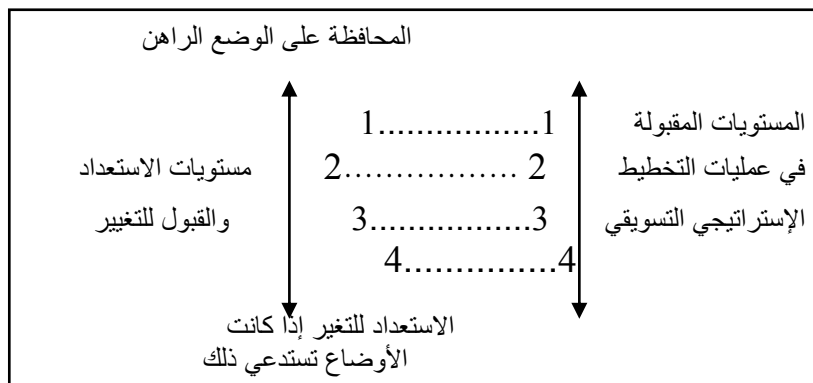 المحافظة على الوضع الراهن
المستويات المقبولة
في عمليات التخطيط
الإستراتيجي التسويقي
1.................1
2.................. 2
3.................3
4...............4
مستويات الاستعداد
والقبول للتغيير
الاستعداد للتغير إذا كانت
الأوضاع تستدعي ذلك